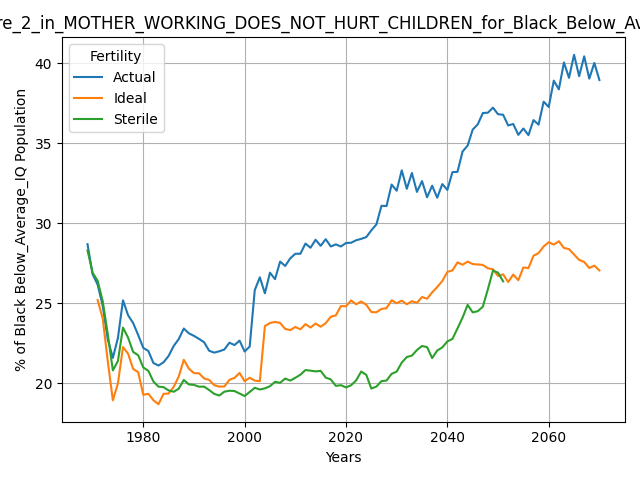 re_2_in_MOTHER_WORKING_DOES_NOT_HURT_CHILDREN_for_Black_Below_Av
Fertility
Actual
Ideal
Sterile
% of Black Below_Average_IQ Population
40
35
30
25
20
1980
2000
2020
2040
2060
Years